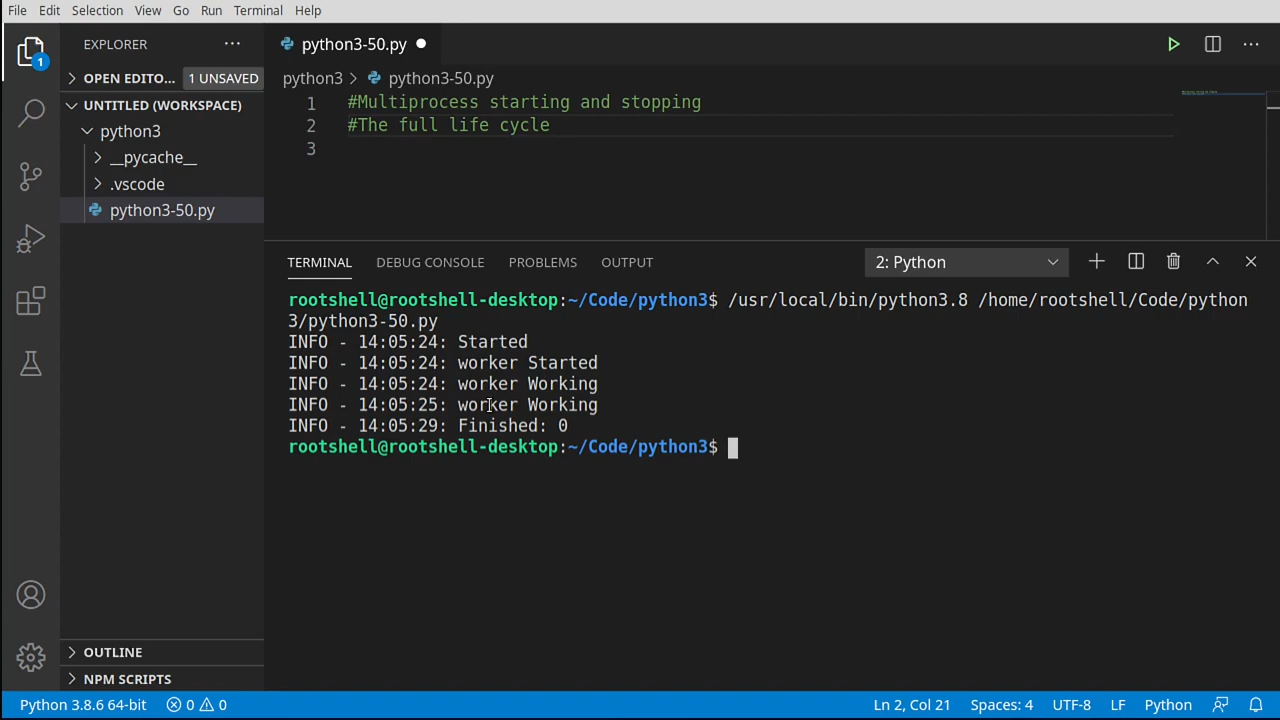 File Edit Selection View Go Run Terminal Help
EXPLORER
OPEN EDITO... 1 UNSAVED
UNTITLED (WORKSPACE)
python3
__pycache__
.vscode
python3-50.py
OUTLINE
NPM SCRIPTS
1
python3-50.py
python3 > python3-50.py
1 #Multiprocess starting and stopping
2 #The full life cycle
3
TERMINAL DEBUG CONSOLE PROBLEMS OUTPUT 2: Python
rootshell@rootshell-desktop:~/Code/python3$ /usr/local/bin/python3.8 /home/rootshell/Code/python
3/python3-50.py
INFO - 14:05:24: Started
INFO - 14:05:24: worker Started
INFO - 14:05:24: worker Working
INFO - 14:05:25: worker Working
INFO - 14:05:29: Finished: 0
rootshell@rootshell-desktop:~/Code/python3$
Python 3.8.6 64-bit 0 0 Ln 2, Col 21 Spaces: 4 UTF-8 LF Python